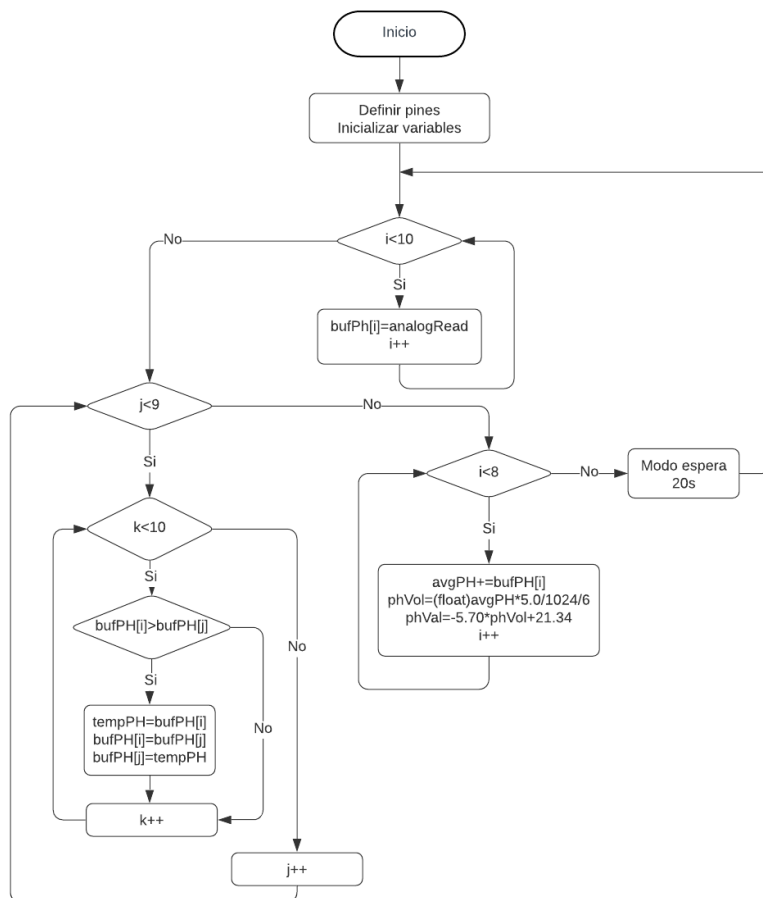 Inicio
Definir pines
Inicializar variables
i<10
No
Si
bufPh[i]=analogRead
i++
j<9
No
Si
i<8
No
Modo espera
20s
Si
k<10
Si
avgPH+=bufPH[i]
phVol=(float)avgPH*5.0/1024/6
phVal=-5.70*phVol+21.34
i++
bufPH[i]>bufPH[j]
No
Si
tempPH=bufPH[i]
bufPH[i]=bufPH[j]
bufPH[j]=tempPH
No
k++
j++